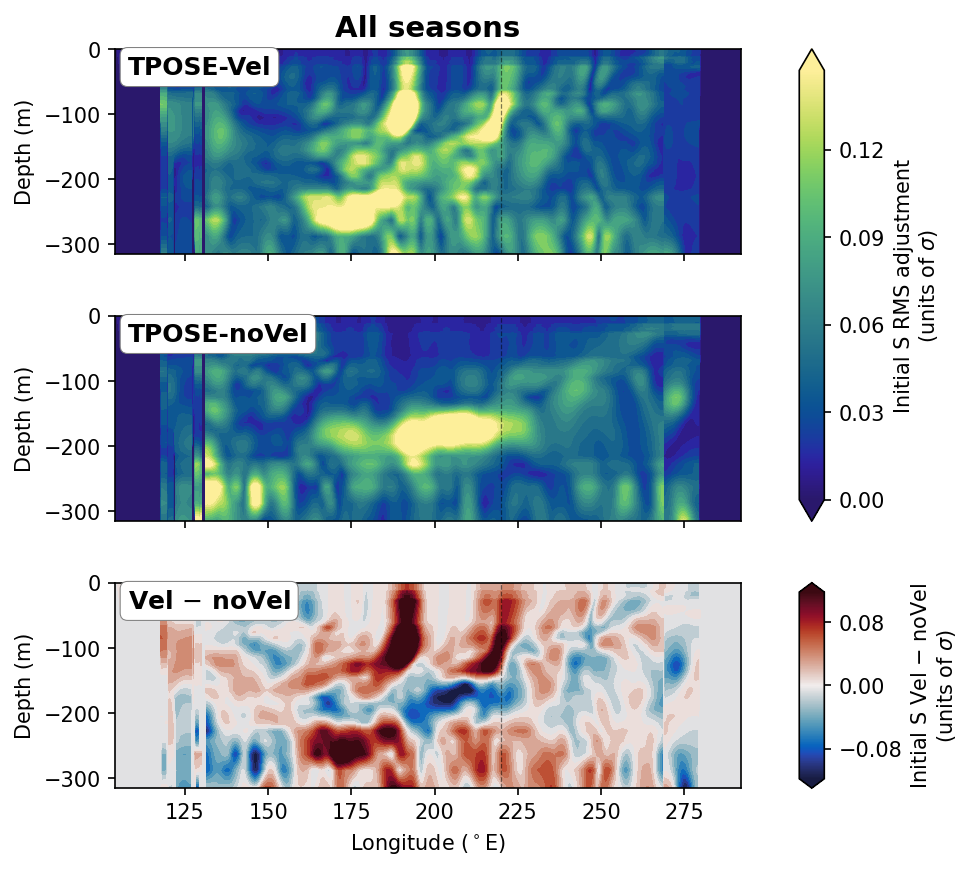 All seasons
TPOSE-Vel
Depth (m)
0
−100
−200
−300
TPOSE-noVel
Depth (m)
0
−100
−200
−300
Vel − noVel
Depth (m)
0
−100
−200
−300
125 150 175 200 225 250 275
Longitude (°E)
0.12
0.09
0.06
0.03
0.00
Initial S RMS adjustment
(units of σ)
0.08
0.00
−0.08
Initial S Vel − noVel
(units of σ)